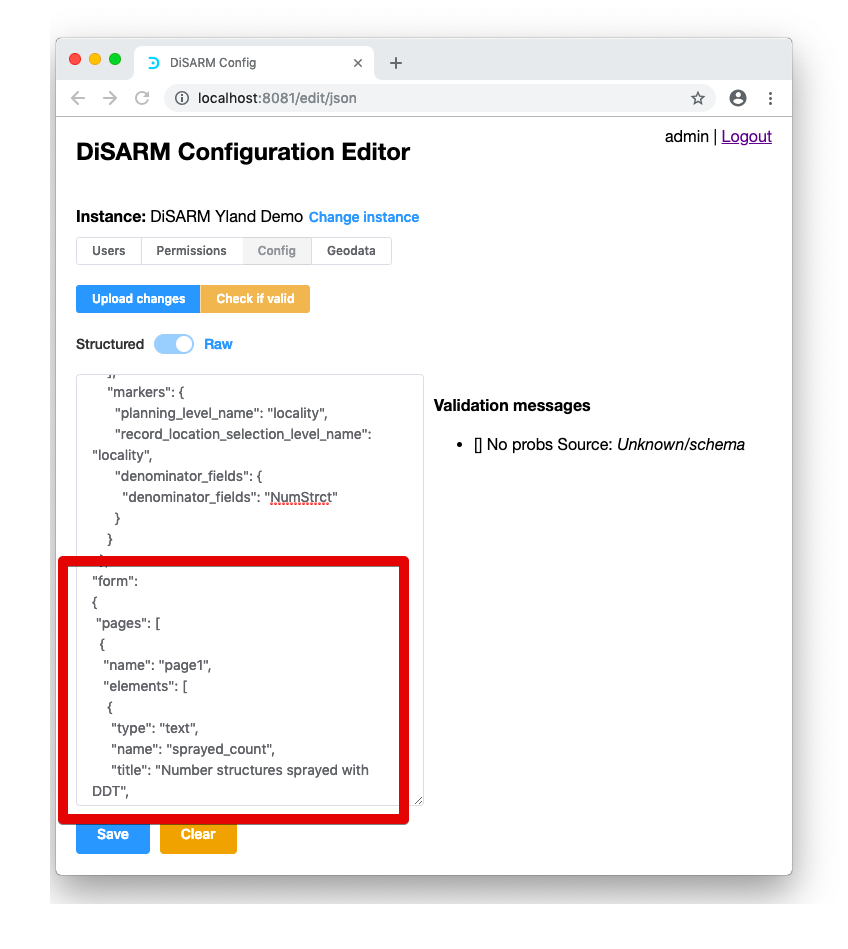 DiSARM Config
localhost:8081/edit/json
admin | Logout
DiSARM Configuration Editor
Instance: DiSARM Yland Demo Change instance
Users Permissions Config Geodata
Upload changes Check if valid
Structured Raw
"markers": {
"planning_level_name": "locality",
"record_location_selection_level_name":
"locality",
"denominator_fields": {
"denominator_fields": "NumStrct"
}
}
"form":
{
"pages": [
{
"name": "page1",
"elements": [
{
"type": "text",
"name": "sprayed_count",
"title": "Number structures sprayed with
DDT",
Validation messages
• [] No probs Source: Unknown/schema
Save Clear